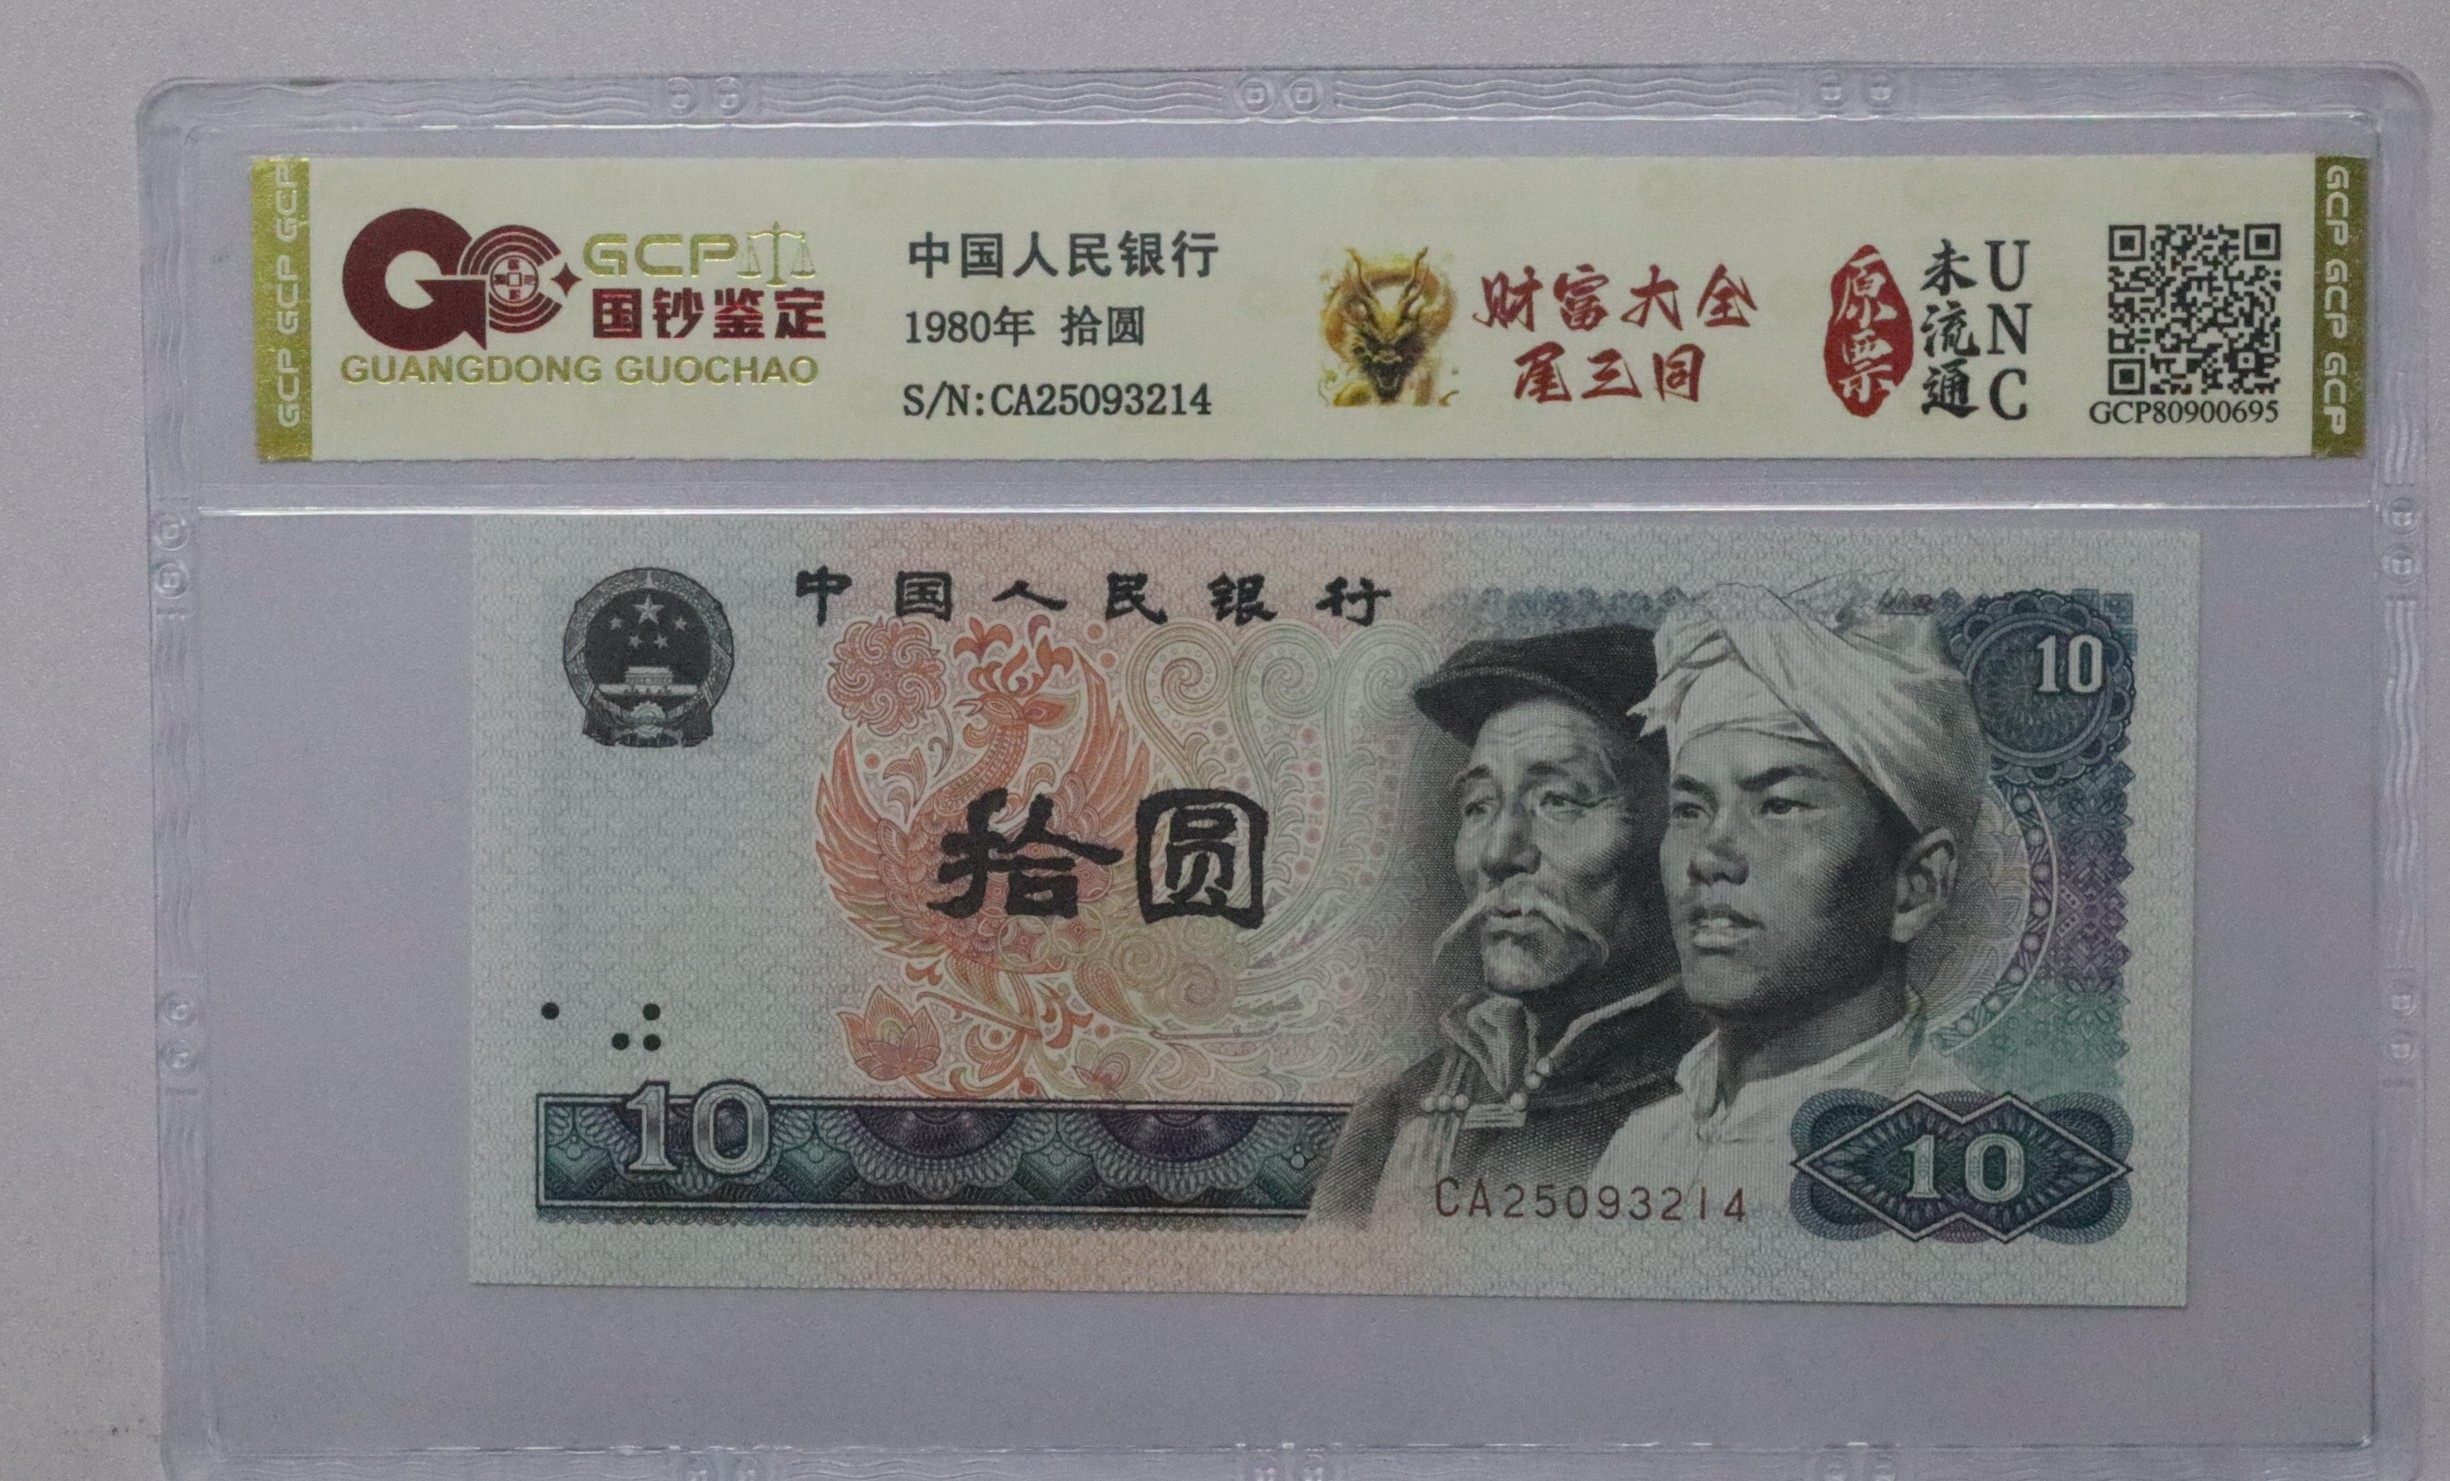 GCP GCP GCP
GCP
国钞鉴定
GUANGDONG GUOCHAO
中国人民银行
1980年 拾圆
S/N:CA25093214
财富大全
尾三同
原票
未流通
UNC
GCP80900695
GCP GCP GCP
中国人民银行
10
拾圆
10
CA25093214
10